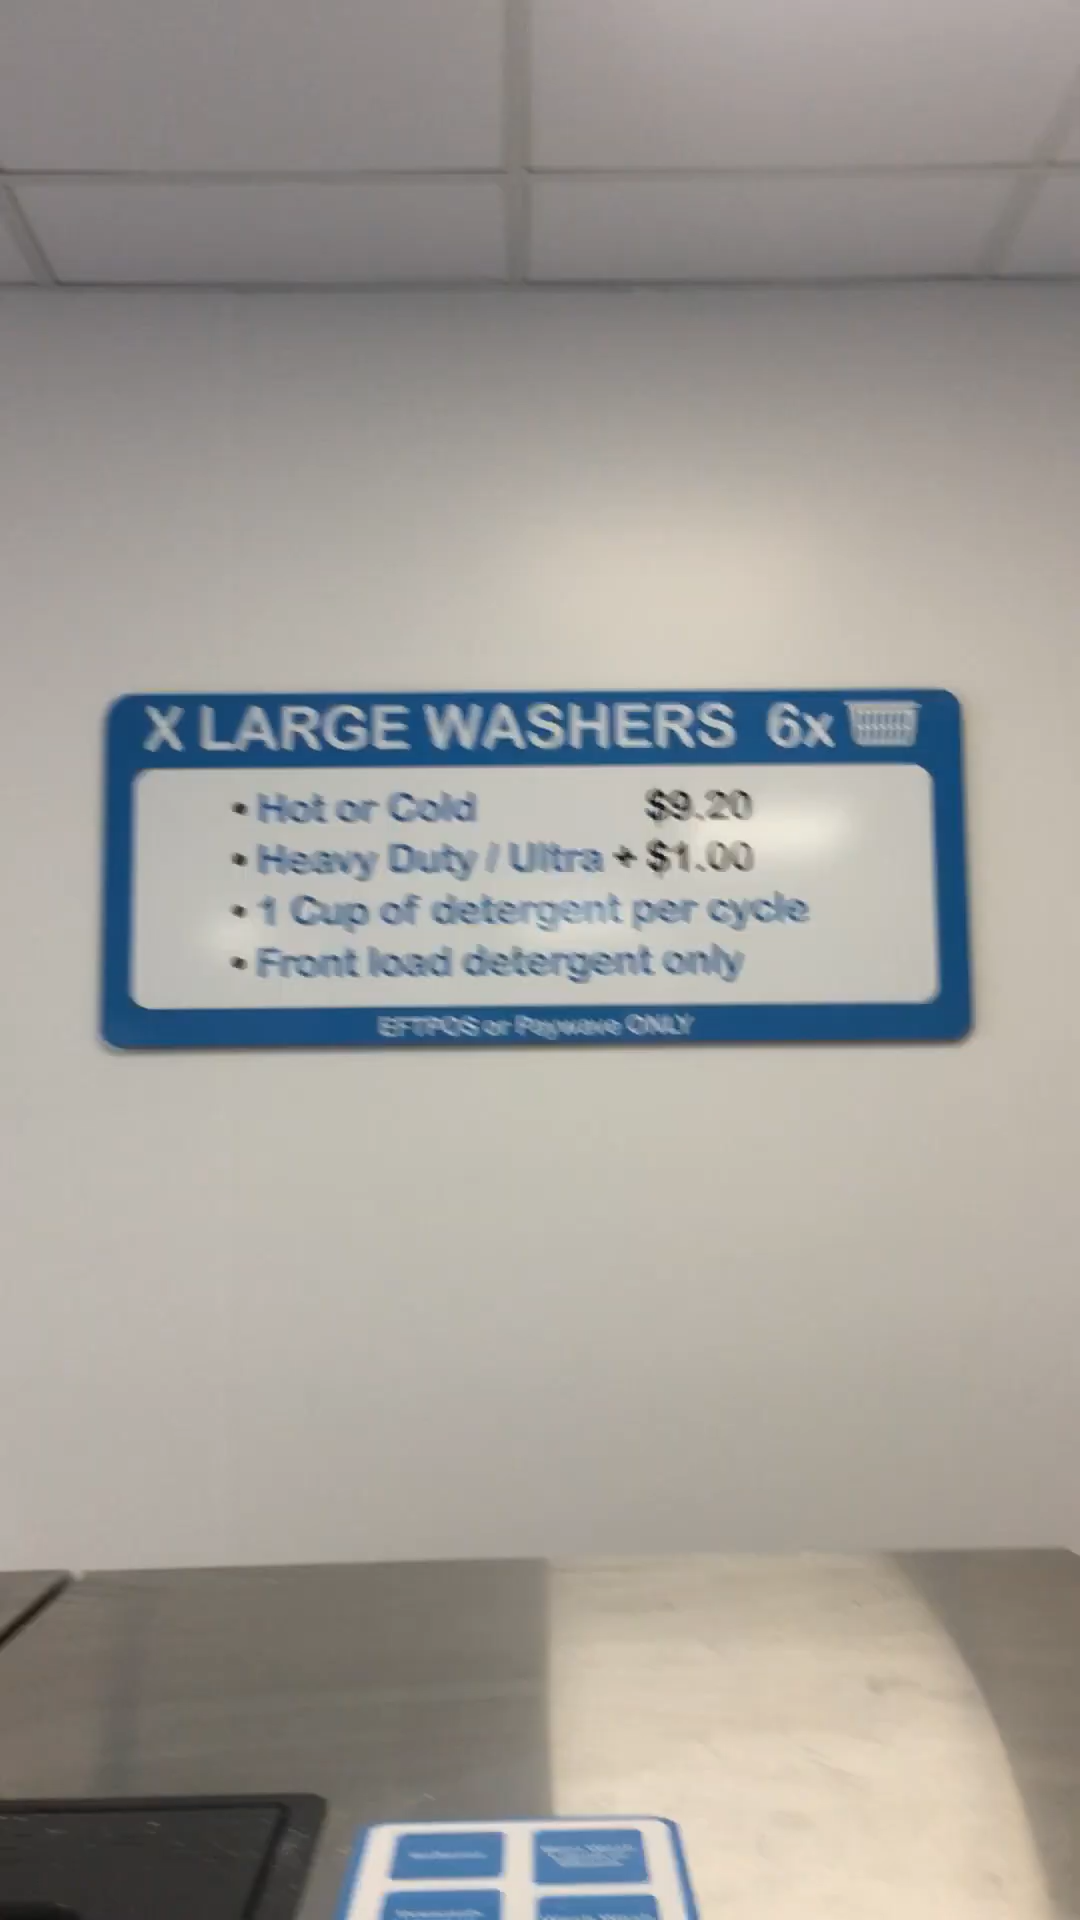 X LARGE WASHERS 6x
• Hot or Cold $9.20
• Heavy Duty / Ultra + $1.00
• 1 Cup of detergent per cycle
• Front load detergent only
EFTPOS or Paywave ONLY